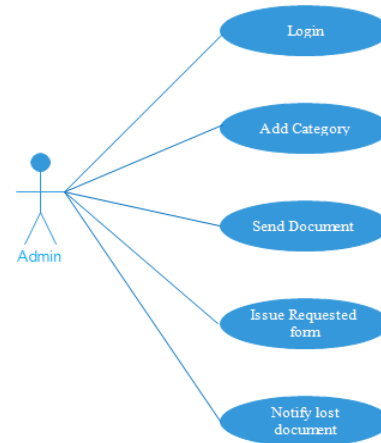 Login
Add Category
Send Document
Admin
Issue Requested
form
Notify lost
document